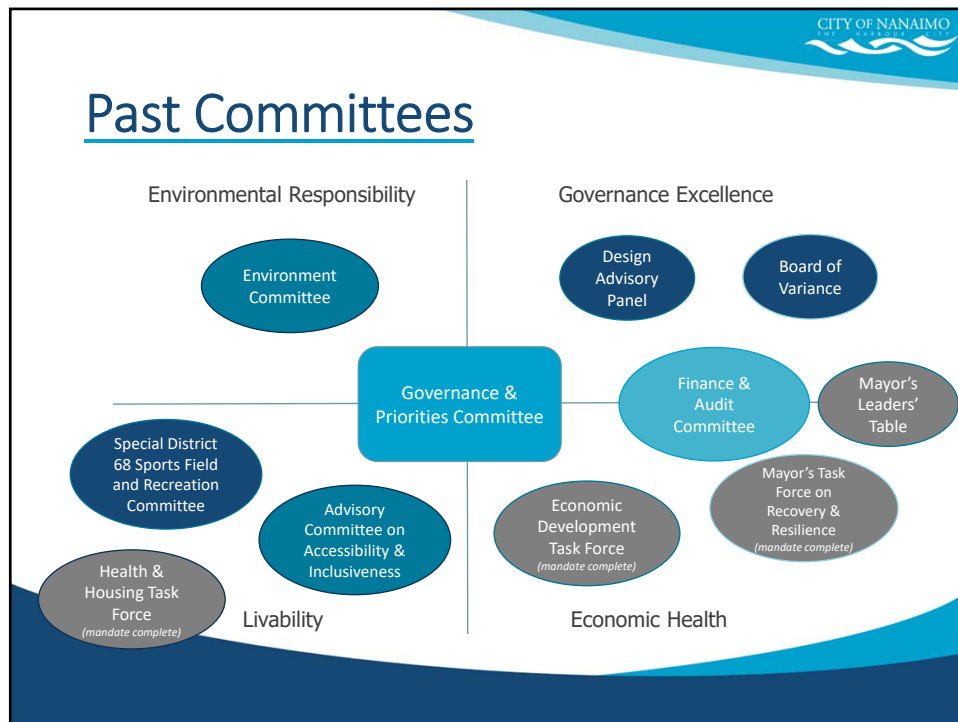 CITY OF NANAIMO
THE HARBOUR CITY
Past Committees
Environmental Responsibility
Governance Excellence
Environment
Committee
Design
Advisory
Panel
Board of
Variance
Governance &
Priorities Committee
Finance &
Audit
Committee
Mayor’s
Leaders’
Table
Special District
68 Sports Field
and Recreation
Committee
Advisory
Committee on
Accessibility &
Inclusiveness
Economic
Development
Task Force
(mandate complete)
Mayor’s Task
Force on
Recovery &
Resilience
(mandate complete)
Health &
Housing Task
Force
(mandate complete)
Livability
Economic Health